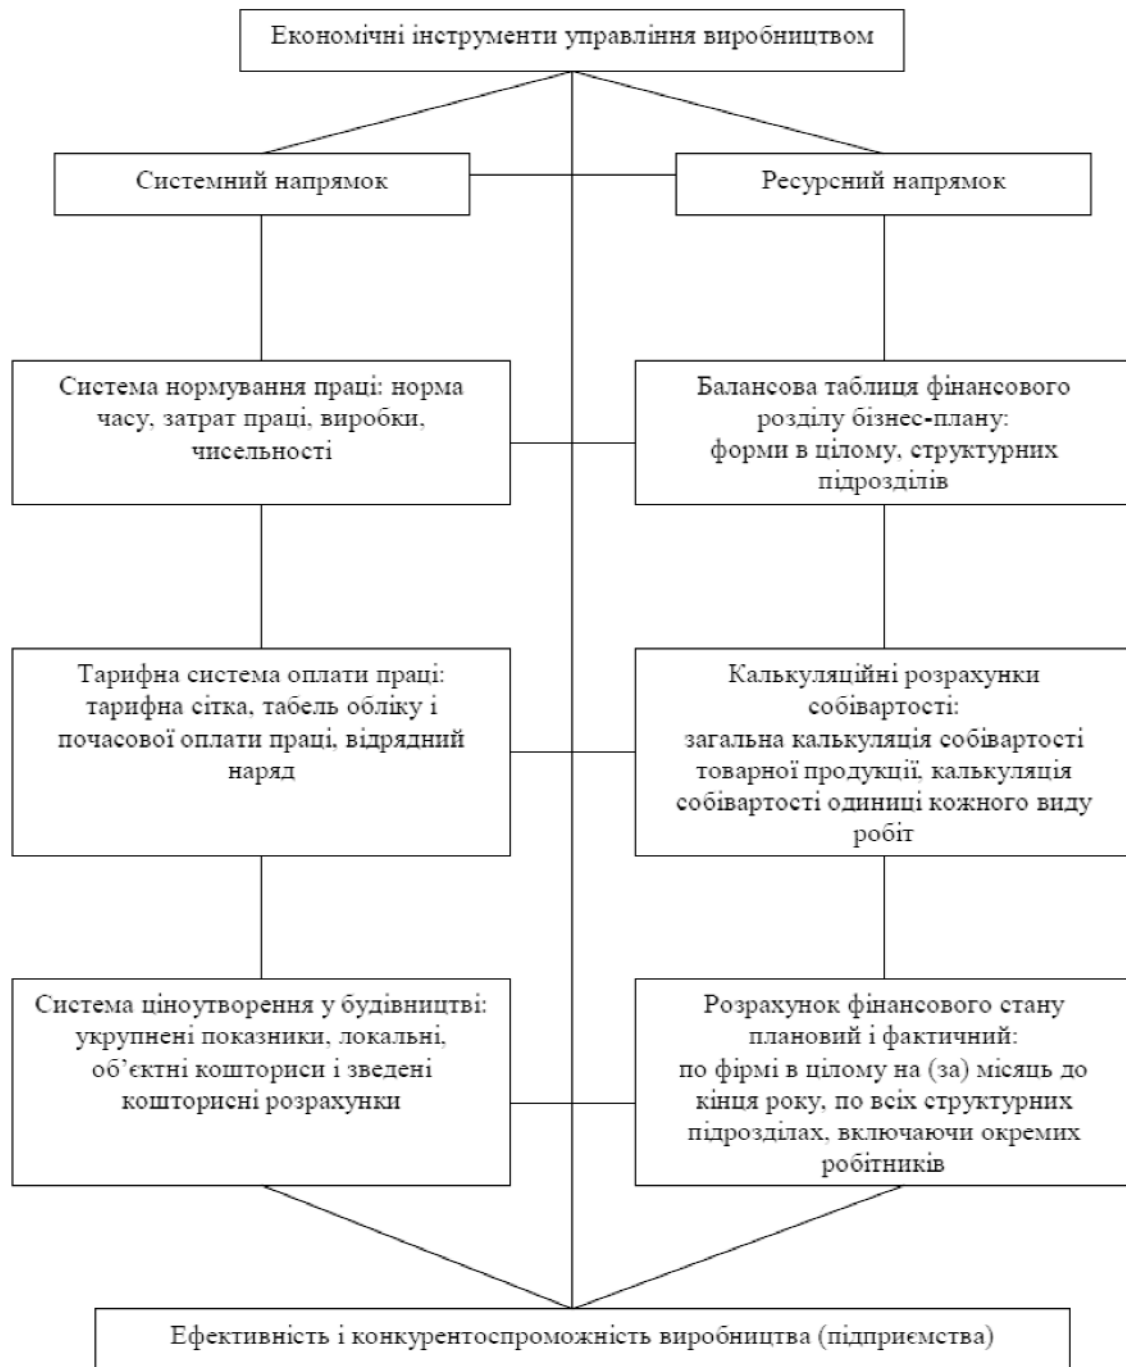 Економічні інструменти управління виробництвом
Системний напрямок
Ресурсний напрямок
Система нормування праці: норма
часу, затрат праці, виробки,
чисельності
Балансова таблиця фінансового
розділу бізнес-плану:
форми в цілому, структурних
підрозділів
Тарифна система оплати праці:
тарифна сітка, табель обліку і
почасової оплати праці, відрядний
наряд
Калькуляційні розрахунки
собівартості:
загальна калькуляція собівартості
товарної продукції, калькуляція
собівартості одиниці кожного виду
робіт
Система ціноутворення у будівництві:
укрупнені показники, локальні,
об’єктні кошториси і зведені
кошторисні розрахунки
Розрахунок фінансового стану
плановий і фактичний:
по фірмі в цілому на (за) місяць до
кінця року, по всіх структурних
підрозділах, включаючи окремих
робітників
Ефективність і конкурентоспроможність виробництва (підприємства)